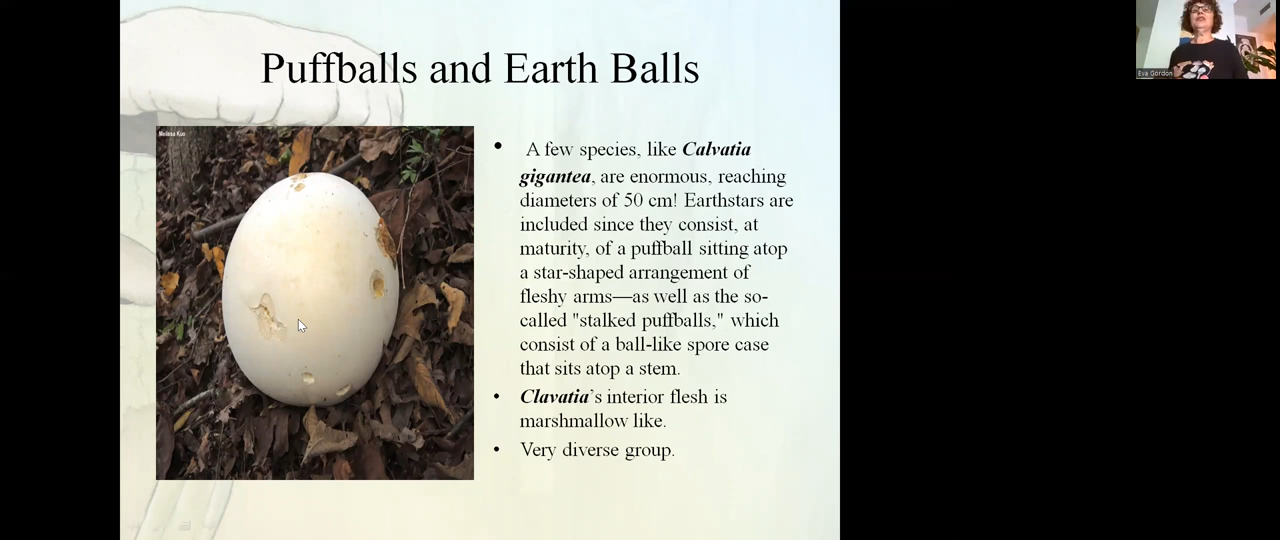 Puffballs and Earth Balls
Eva Gordon
Melissa Kuo
• A few species, like Calvatia
gigantea, are enormous, reaching
diameters of 50 cm! Earthstars are
included since they consist, at
maturity, of a puffball sitting atop
a star-shaped arrangement of
fleshy arms—as well as the so-
called "stalked puffballs," which
consist of a ball-like spore case
that sits atop a stem.
• Clavatia's interior flesh is
marshmallow like.
• Very diverse group.